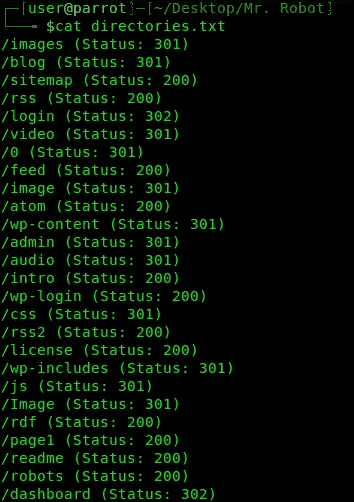 [user@parrot]-[~/Desktop/Mr. Robot]
$cat directories.txt
/images (Status: 301)
/blog (Status: 301)
/sitemap (Status: 200)
/rss (Status: 200)
/login (Status: 302)
/video (Status: 301)
/0 (Status: 301)
/feed (Status: 200)
/image (Status: 301)
/atom (Status: 200)
/wp-content (Status: 301)
/admin (Status: 301)
/audio (Status: 301)
/intro (Status: 200)
/wp-login (Status: 200)
/css (Status: 301)
/rss2 (Status: 200)
/license (Status: 200)
/wp-includes (Status: 301)
/js (Status: 301)
/Image (Status: 301)
/rdf (Status: 200)
/page1 (Status: 200)
/readme (Status: 200)
/robots (Status: 200)
/dashboard (Status: 302)